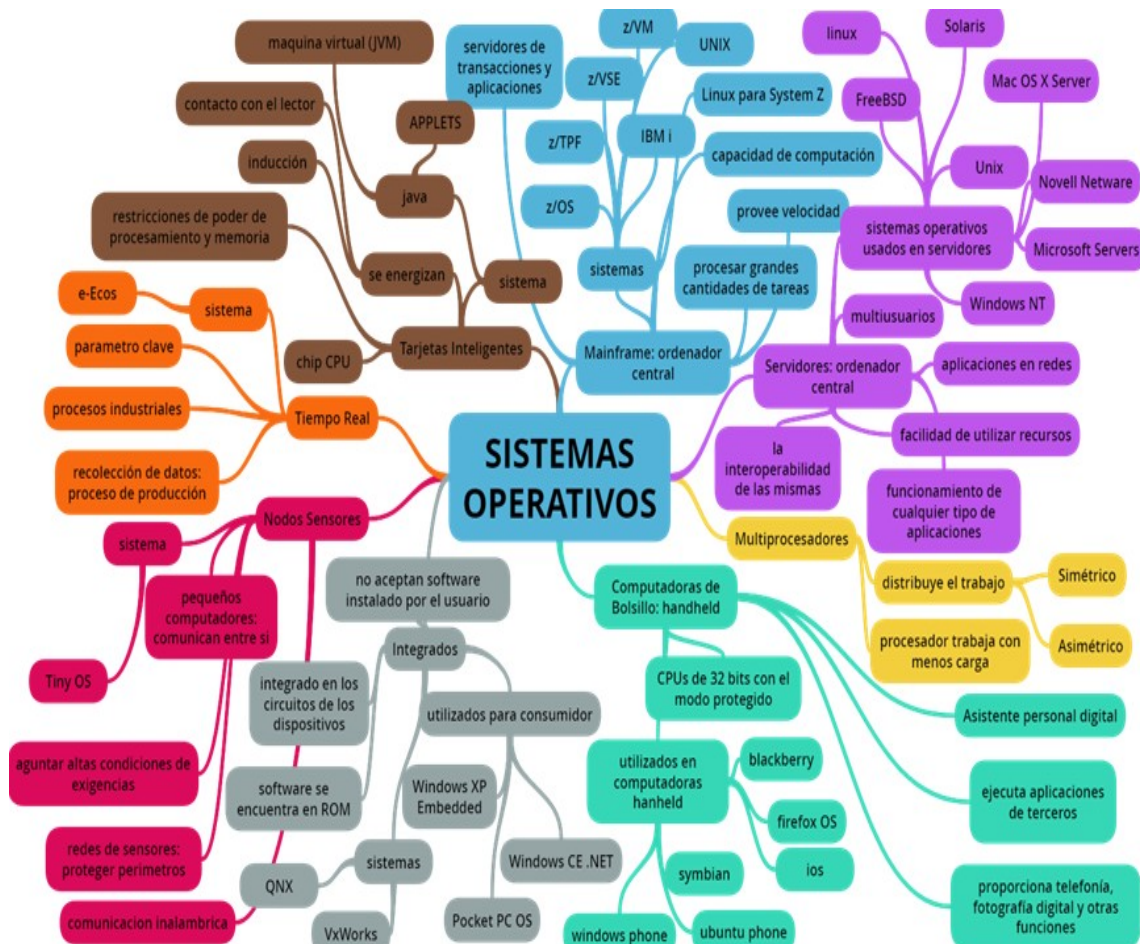 SISTEMAS
OPERATIVOS
maquina virtual (JVM)
contacto con el lector
APPLETS
inducción
java
restricciones de poder de
procesamiento y memoria
se energizan
sistema
chip CPU
Tarjetas Inteligentes
servidores de
transacciones y
aplicaciones
z/VM
UNIX
z/VSE
Linux para System Z
z/TPF
IBM i
capacidad de computación
z/OS
provee velocidad
sistemas
procesar grandes
cantidades de tareas
Mainframe: ordenador
central
linux
Solaris
Mac OS X Server
FreeBSD
Unix
Novell Netware
sistemas operativos
usados en servidores
Microsoft Servers
Windows NT
multiusuarios
Servidores: ordenador
central
aplicaciones en redes
facilidad de utilizar recursos
la
interoperabilidad
de las mismas
funcionamiento de
cualquier tipo de
aplicaciones
Multiprocesadores
distribuye el trabajo
Simétrico
Asimétrico
procesador trabaja con
menos carga
Computadoras de
Bolsillo: handheld
CPUs de 32 bits con el
modo protegido
Asistente personal digital
ejecuta aplicaciones
de terceros
proporciona telefonía,
fotografía digital y otras
funciones
utilizados en
computadoras
hanheld
blackberry
firefox OS
ios
symbian
ubuntu phone
windows phone
no aceptan software
instalado por el usuario
Integrados
integrado en los
circuitos de los
dispositivos
utilizados para consumidor
software se
encuentra en ROM
Windows XP
Embedded
Windows CE .NET
Pocket PC OS
sistemas
QNX
VxWorks
Nodos Sensores
sistema
Tiny OS
pequeños
computadores:
comunican entre si
aguntar altas condiciones de
exigencias
redes de sensores:
proteger perimetros
comunicacion inalambrica
Tiempo Real
sistema
e-Ecos
parametro clave
procesos industriales
recolección de datos:
proceso de producción